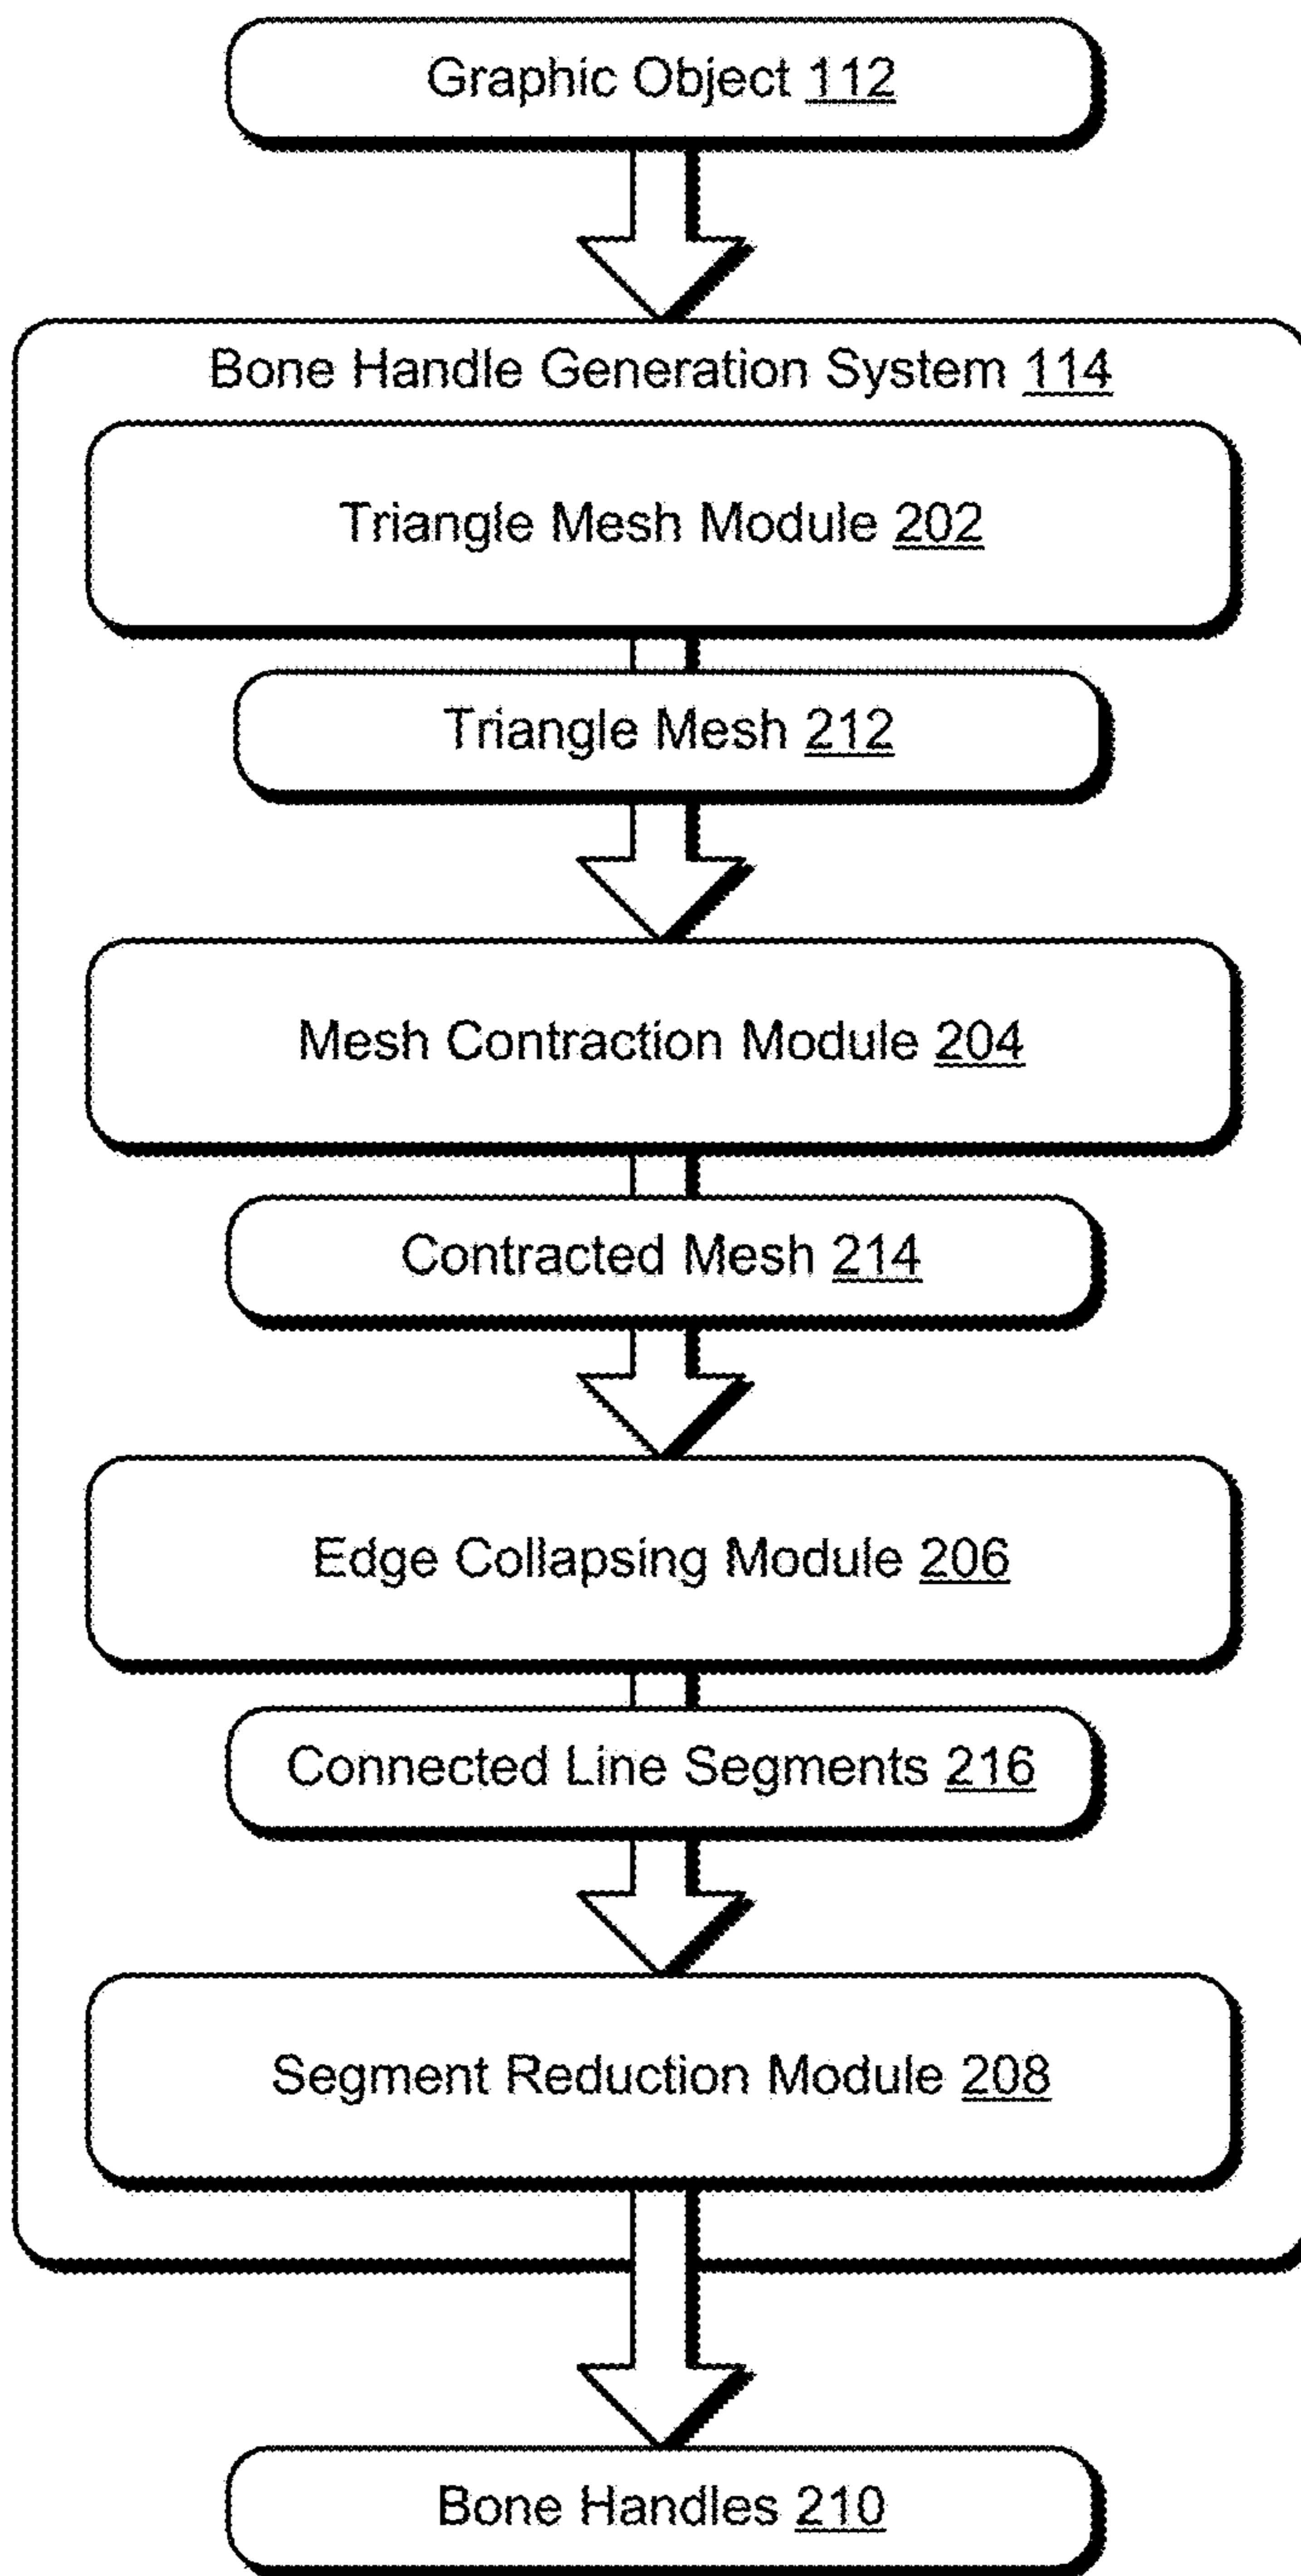 Graphic Object 112
Bone Handle Generation System 114
Triangle Mesh Module 202
Triangle Mesh 212
Mesh Contraction Module 204
Contracted Mesh 214
Edge Collapsing Module 206
Connected Line Segments 216
Segment Reduction Module 208
Bone Handles 210